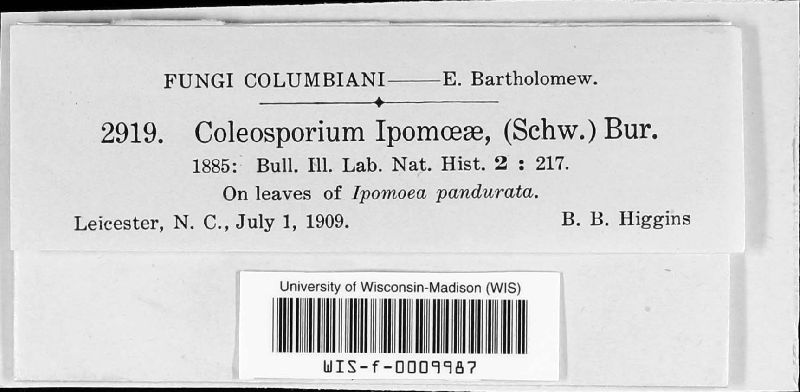 FUNGI COLUMBIANI——E. Bartholomew.
2919. Coleosporium Ipomœæ, (Schw.) Bur.
1885: Bull. Ill. Lab. Nat. Hist. 2 : 217.
On leaves of Ipomoea pandurata.
Leicester, N. C., July 1, 1909. B. B. Higgins
University of Wisconsin-Madison (WIS)
WIS-f-0009987